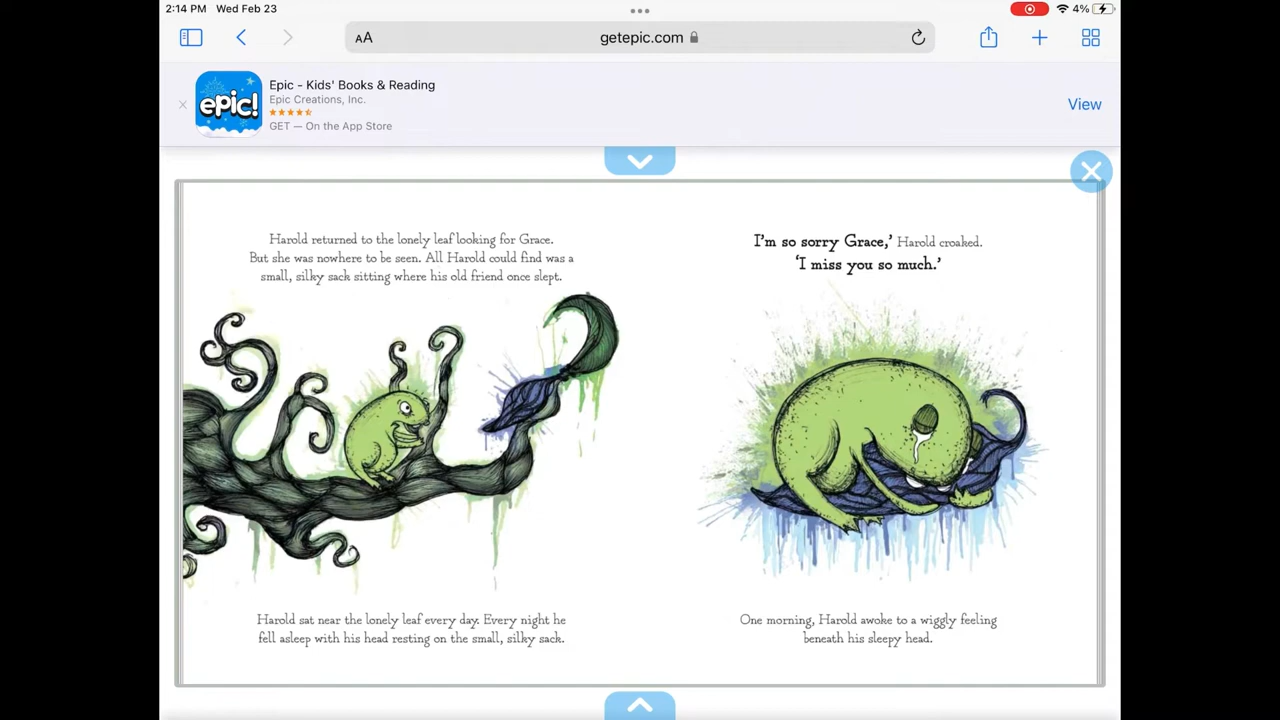 2:14 PM Wed Feb 23
4%
AA
getepic.com
epic!
Epic - Kids' Books & Reading
Epic Creations, Inc.
GET — On the App Store
View
Harold returned to the lonely leaf looking for Grace.
But she was nowhere to be seen. All Harold could find was a
small, silky sack sitting where his old friend once slept.
Harold sat near the lonely leaf every day. Every night he
fell asleep with his head resting on the small, silky sack.
I'm so sorry Grace,' Harold croaked.
'I miss you so much.'
One morning, Harold awoke to a wiggly feeling
beneath his sleepy head.